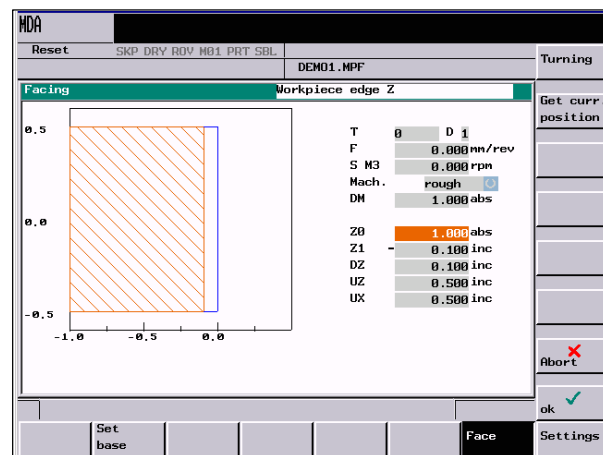 MDA
Reset SKP DRY ROV M01 PRT SBL
DEMO1.MPF
Turning
Facing Workpiece edge Z
Get curr.
position
0.5
T 0 D 1
F 0.000 mm/rev
S M3 0.000 rpm
Mach. rough
DM 1.000 abs
0.0
Z0 1.000 abs
Z1 - 0.100 inc
DZ 0.100 inc
UZ 0.500 inc
UX 0.500 inc
-0.5
-1.0 -0.5 0.0
Abort
ok
Set
base
Face
Settings